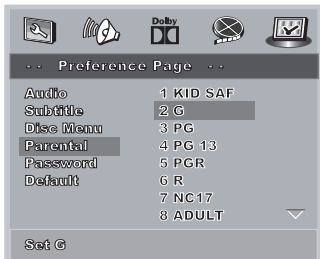 Dolby
-- Preference Page --
Audio 1 KID SAF
Subtitle 2 G
Disc Menu 3 PG
Parental 4 PG 13
Password 5 PGR
Default 6 R
7 NC17
8 ADULT
Set G